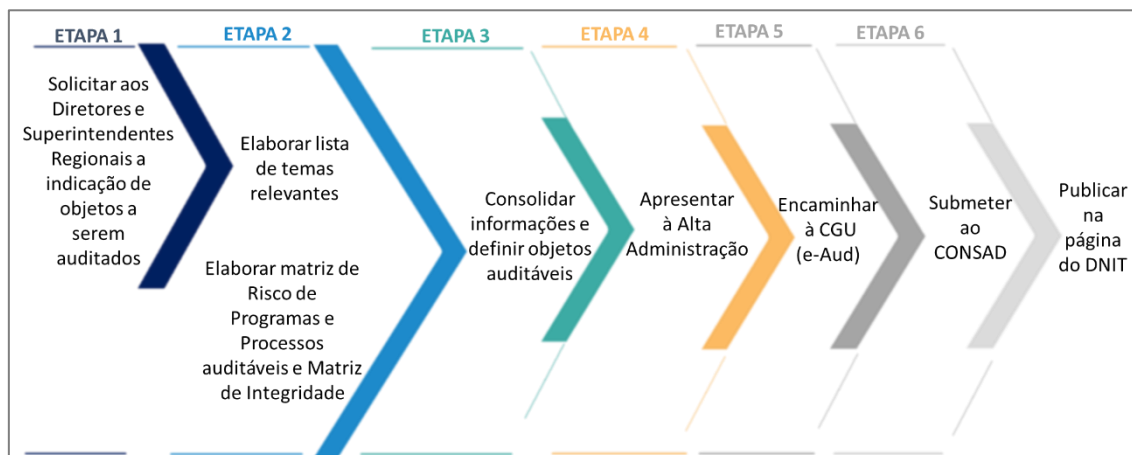 ETAPA 1
Solicitar aos
Diretores e
Superintendentes
Regionais a
indicação de
objetos a
serem
auditados
ETAPA 2
Elaborar lista
de temas
relevantes
Elaborar matriz de
Risco de
Programas e
Processos
auditáveis e Matriz
de Integridade
ETAPA 3
Consolidar
informações e
definir objetos
auditáveis
ETAPA 4
Apresentar
à Alta
Administração
ETAPA 5
Encaminhar
à CGU
(e-Aud)
ETAPA 6
Submeter
ao
CONSAD
Publicar
na
página
do DNIT